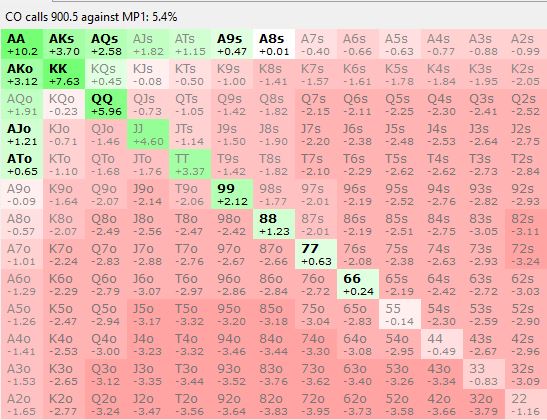 CO calls 900.5 against MP1: 5.4%
AA AKs AQs AJs ATs A9s A8s A7s A6s A5s A4s A3s A2s
+10.2 +3.70 +2.58 +1.82 +1.15 +0.47 +0.01 -0.40 -0.66 -0.63 -0.77 -0.88 -0.99
AKo KK KQs KJs KTs K9s K8s K7s K6s K5s K4s K3s K2s
+3.12 +7.63 +0.45 -0.08 -0.50 -1.00 -1.41 -1.57 -1.61 -1.78 -1.84 -1.95 -2.05
AQo KQo QQ QJs QTs Q9s Q8s Q7s Q6s Q5s Q4s Q3s Q2s
+1.91 -0.23 +5.96 -0.73 -1.05 -1.42 -1.82 -2.15 -2.11 -2.25 -2.30 -2.41 -2.52
AJo KJo QJo JJ JTs J9s J8s J7s J6s J5s J4s J3s J2s
+1.21 -0.71 -1.46 +4.60 -1.14 -1.50 -1.90 -2.20 -2.38 -2.48 -2.53 -2.64 -2.75
ATo KTo QTo JTo TT T9s T8s T7s T6s T5s T4s T3s T2s
+0.65 -1.10 -1.68 -1.76 +3.37 -1.42 -1.82 -2.10 -2.29 -2.62 -2.62 -2.73 -2.84
A9o K9o Q9o J9o T9o 99 98s 97s 96s 95s 94s 93s 92s
-0.09 -1.64 -2.07 -2.14 -2.06 +2.12 -1.77 -2.01 -2.19 -2.52 -2.76 -2.82 -2.93
A8o K8o Q8o J8o T8o 98o 88 87s 86s 85s 84s 83s 82s
-0.57 -2.07 -2.49 -2.56 -2.47 -2.42 +1.23 -2.01 -2.19 -2.51 -2.75 -3.05 -3.11
A7o K7o Q7o J7o T7o 97o 87o 77 76s 75s 74s 73s 72s
-1.01 -2.24 -2.83 -2.88 -2.76 -2.67 -2.66 +0.63 -2.08 -2.38 -2.63 -2.93 -3.24
A6o K6o Q6o J6o T6o 96o 86o 76o 66 65s 64s 63s 62s
-1.29 -2.29 -2.79 -3.07 -2.97 -2.86 -2.84 -2.72 +0.24 -2.19 -2.42 -2.72 -3.03
A5o K5o Q5o J5o T5o 95o 85o 75o 65o 55 54s 53s 52s
-1.26 -2.47 -2.94 -3.17 -3.32 -3.20 -3.18 -3.04 -2.83 -0.14 -2.30 -2.59 -2.90
A4o K4o Q4o J4o T4o 94o 84o 74o 64o 54o 44 43s 42s
-1.41 -2.53 -3.00 -3.23 -3.32 -3.46 -3.44 -3.30 -3.08 -2.95 -0.49 -2.67 -2.96
A3o K3o Q3o J3o T3o 93o 83o 73o 63o 53o 43o 33 32s
-1.53 -2.65 -3.12 -3.35 -3.44 -3.52 -3.76 -3.62 -3.40 -3.26 -3.34 -0.83 -3.09
A2o K2o Q2o J2o T2o 92o 82o 72o 62o 52o 42o 32o 22
-1.65 -2.77 -3.24 -3.47 -3.56 -3.64 -3.82 -3.95 -3.73 -3.58 -3.66 -3.79 -1.16